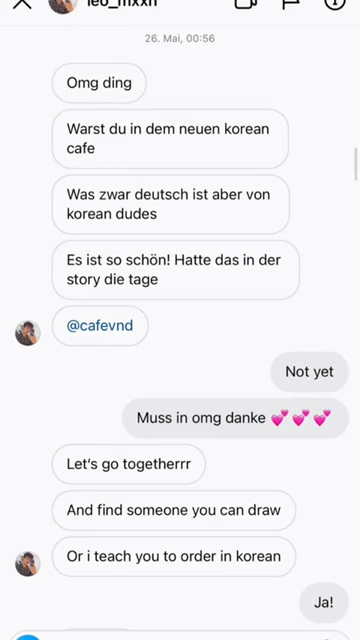 26. Mai, 00:56
Omg ding
Warst du in dem neuen korean
cafe
Was zwar deutsch ist aber von
korean dudes
Es ist so schön! Hatte das in der
story die tage
@cafevnd
Not yet
Muss in omg danke 💕💕💕
Let's go togetherrr
And find someone you can draw
Or i teach you to order in korean
Ja!